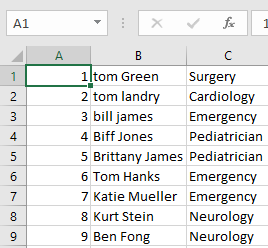 A1 fx 1
A B C
1 1 tom Green Surgery
2 2 tom landry Cardiology
3 3 bill james Emergency
4 4 Biff Jones Pediatrician
5 5 Brittany James Pediatrician
6 6 Tom Hanks Emergency
7 7 Katie Mueller Emergency
8 8 Kurt Stein Neurology
9 9 Ben Fong Neurology